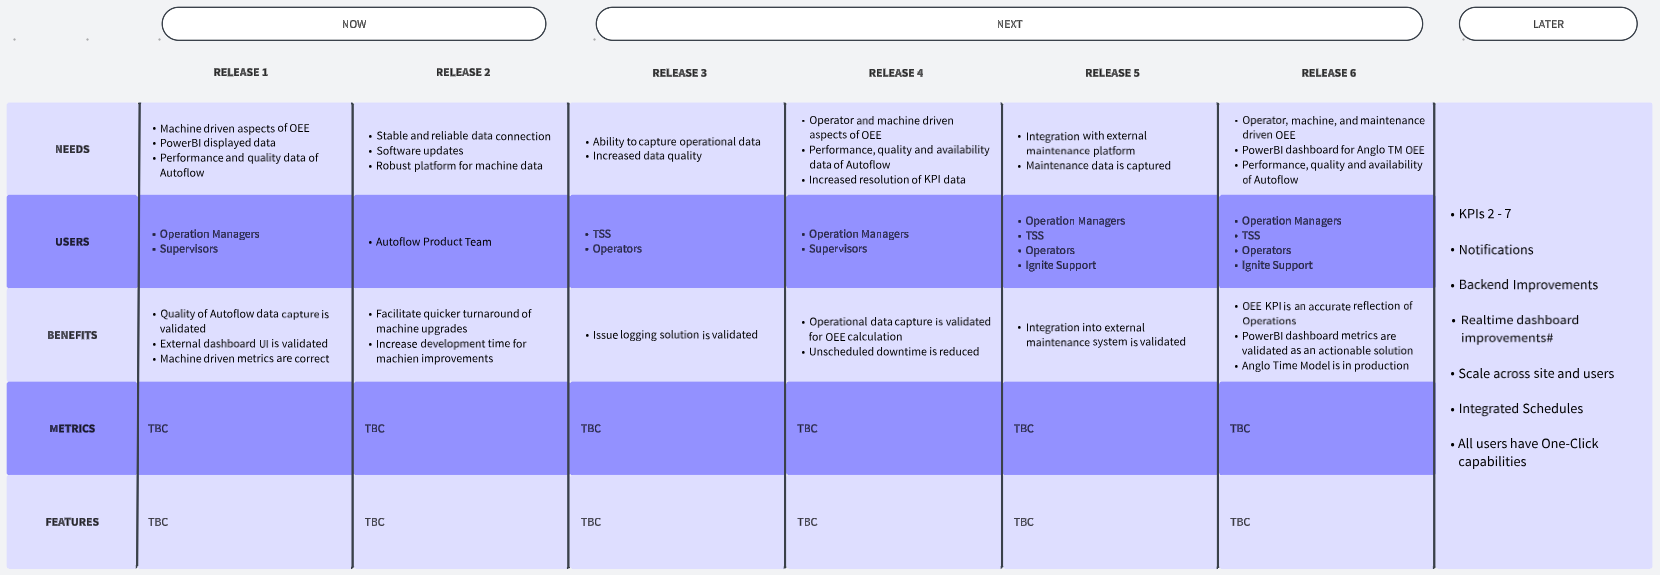 NOW
NEXT
LATER
RELEASE 1
RELEASE 2
RELEASE 3
RELEASE 4
RELEASE 5
RELEASE 6
NEEDS
• Machine driven aspects of OEE
• PowerBI displayed data
• Performance and quality data of
Autoflow
• Stable and reliable data connection
• Software updates
• Robust platform for machine data
• Ability to capture operational data
• Increased data quality
• Operator and machine driven
aspects of OEE
• Performance, quality and availability
data of Autoflow
• Increased resolution of KPI data
• Integration with external
maintenance platform
• Maintenance data is captured
• Operator, machine, and maintenance
driven OEE
• PowerBI dashboard for Anglo TM OEE
• Performance, quality and availability
of Autoflow
USERS
• Operation Managers
• Supervisors
• Autoflow Product Team
• TSS
• Operators
• Operation Managers
• Supervisors
• Operation Managers
• TSS
• Operators
• Ignite Support
• Operation Managers
• TSS
• Operators
• Ignite Support
BENEFITS
• Quality of Autoflow data capture is
validated
• External dashboard UI is validated
• Machine driven metrics are correct
• Facilitate quicker turnaround of
machine upgrades
• Increase development time for
machien improvements
• Issue logging solution is validated
• Operational data capture is validated
for OEE calculation
• Unscheduled downtime is reduced
• Integration into external
maintenance system is validated
• OEE KPI is an accurate reflection of
Operations
• PowerBI dashboard metrics are
validated as an actionable solution
• Anglo Time Model is in production
METRICS
TBC
TBC
TBC
TBC
TBC
TBC
FEATURES
TBC
TBC
TBC
TBC
TBC
TBC
• KPIs 2 - 7
• Notifications
• Backend Improvements
• Realtime dashboard
improvements#
• Scale across site and users
• Integrated Schedules
• All users have One-Click
capabilities